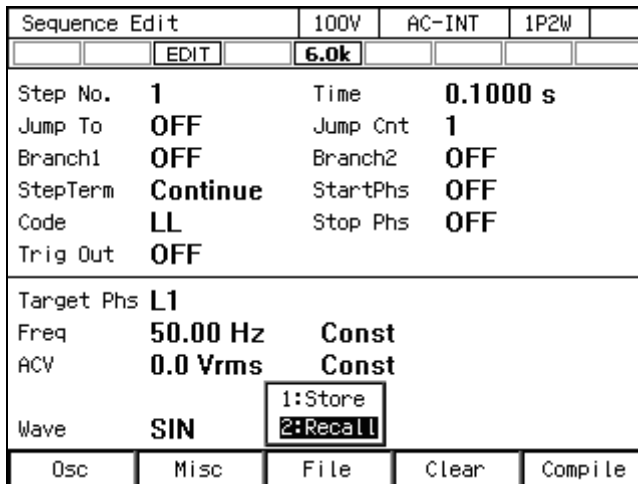 Sequence Edit 100V AC-INT 1P2W
EDIT 6.0k
Step No. 1 Time 0.1000 s
Jump To OFF Jump Cnt 1
Branch1 OFF Branch2 OFF
StepTerm Continue StartPhs OFF
Code LL Stop Phs OFF
Trig Out OFF
Target Phs L1
Freq 50.00 Hz Const
ACV 0.0 Vrms Const
1:Store
Wave SIN 2:Recall
Osc Misc File Clear Compile